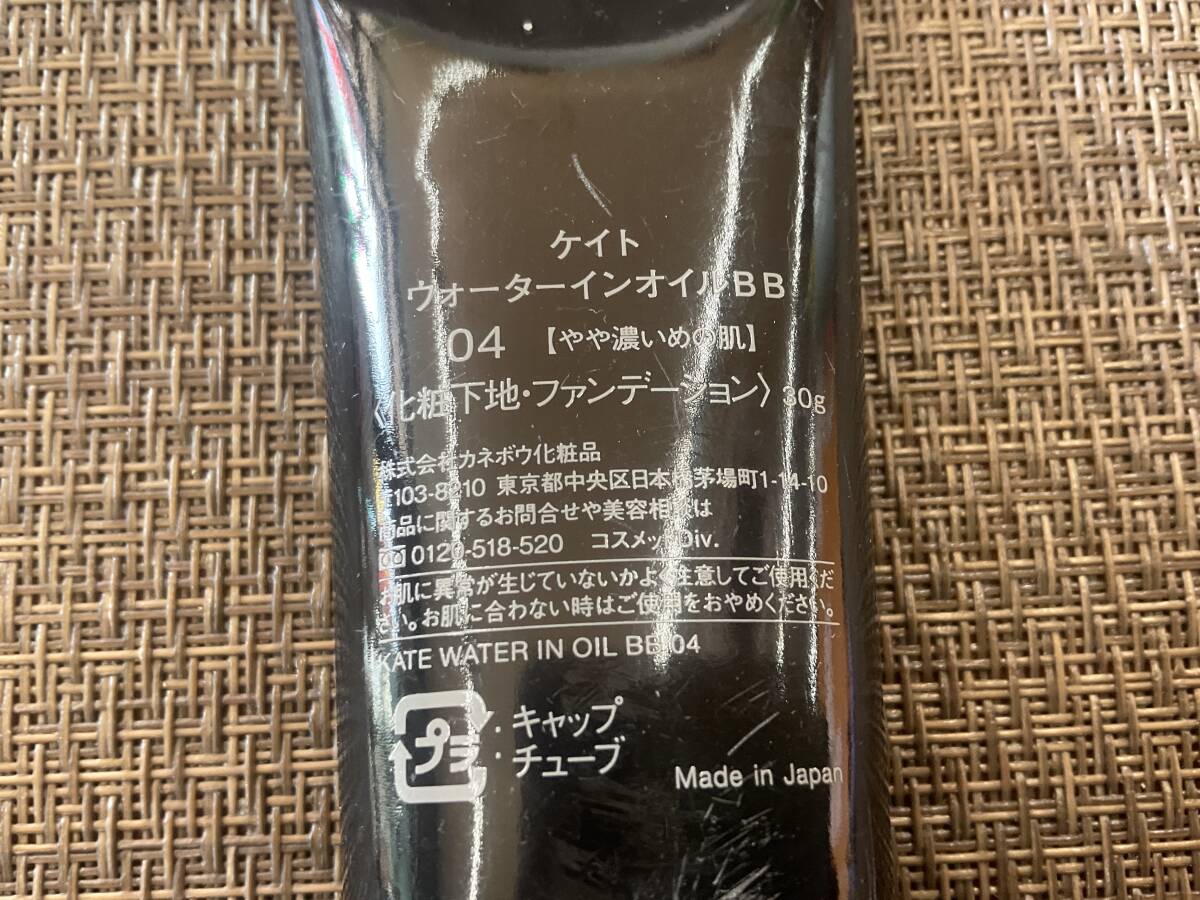 ケイト
ウォーターインオイルBB
04 【やや濃いめの肌】
〈化粧下地・ファンデーション〉30g
株式会社カネボウ化粧品
〒103-8210 東京都中央区日本橋茅場町1-14-10
商品に関するお問合せや美容相談は
0120-518-520 コスメットDiv.
お肌に異常が生じていないかよく注意してご使用くだ
さい。お肌に合わない時はご使用をおやめください。
KATE WATER IN OIL BB 04
プラ : キャップ
チューブ
Made in Japan